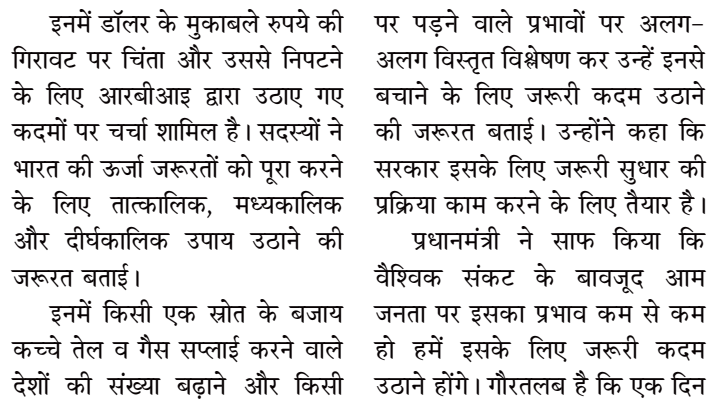 इनमें डॉलर के मुकाबले रुपये की
गिरावट पर चिंता और उससे निपटने
के लिए आरबीआइ द्वारा उठाए गए
कदमों पर चर्चा शामिल है। सदस्यों ने
भारत की ऊर्जा जरूरतों को पूरा करने
के लिए तात्कालिक, मध्यकालिक
और दीर्घकालिक उपाय उठाने की
जरूरत बताई।
इनमें किसी एक स्रोत के बजाय
कच्चे तेल व गैस सप्लाई करने वाले
देशों की संख्या बढ़ाने और किसी
पर पड़ने वाले प्रभावों पर अलग-
अलग विस्तृत विश्लेषण कर उन्हें इनसे
बचाने के लिए जरूरी कदम उठाने
की जरूरत बताई। उन्होंने कहा कि
सरकार इसके लिए जरूरी सुधार की
प्रक्रिया काम करने के लिए तैयार है।
प्रधानमंत्री ने साफ किया कि
वैश्विक संकट के बावजूद आम
जनता पर इसका प्रभाव कम से कम
हो हमें इसके लिए जरूरी कदम
उठाने होंगे। गौरतलब है कि एक दिन